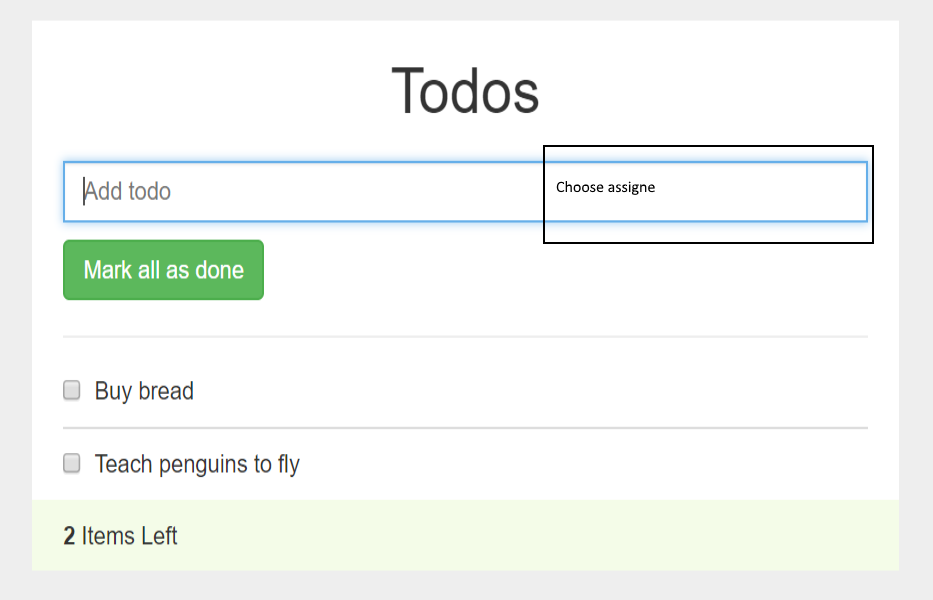 Todos
Add todo
Choose assigne
Mark all as done
Buy bread
Teach penguins to fly
2 Items Left